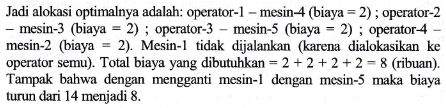 Jadi alokasi optimalnya adalah: operator-1 – mesin-4 (biaya = 2) ; operator-2
– mesin-3 (biaya = 2) ; operator-3 – mesin-5 (biaya = 2) ; operator-4 –
mesin-2 (biaya = 2). Mesin-1 tidak dijalankan (karena dialokasikan ke
operator semu). Total biaya yang dibutuhkan = 2 + 2 + 2 + 2 = 8 (ribuan).
Tampak bahwa dengan mengganti mesin-1 dengan mesin-5 maka biaya
turun dari 14 menjadi 8.